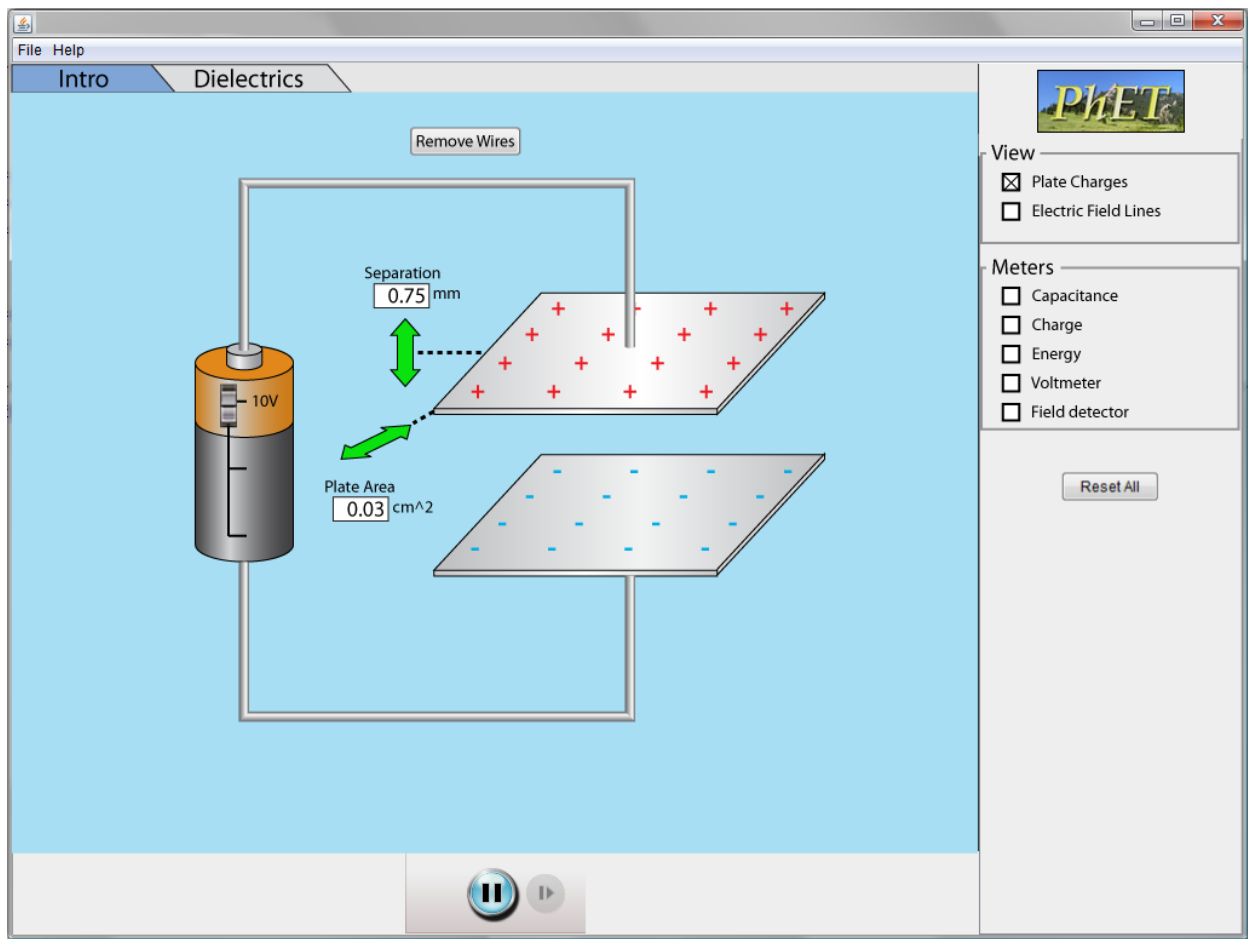 File Help
Intro Dielectrics
PhET
Remove Wires
View
Plate Charges
Electric Field Lines
Separation
0.75 mm
Meters
Capacitance
Charge
Energy
Voltmeter
Field detector
10V
Plate Area
0.03 cm^2
Reset All